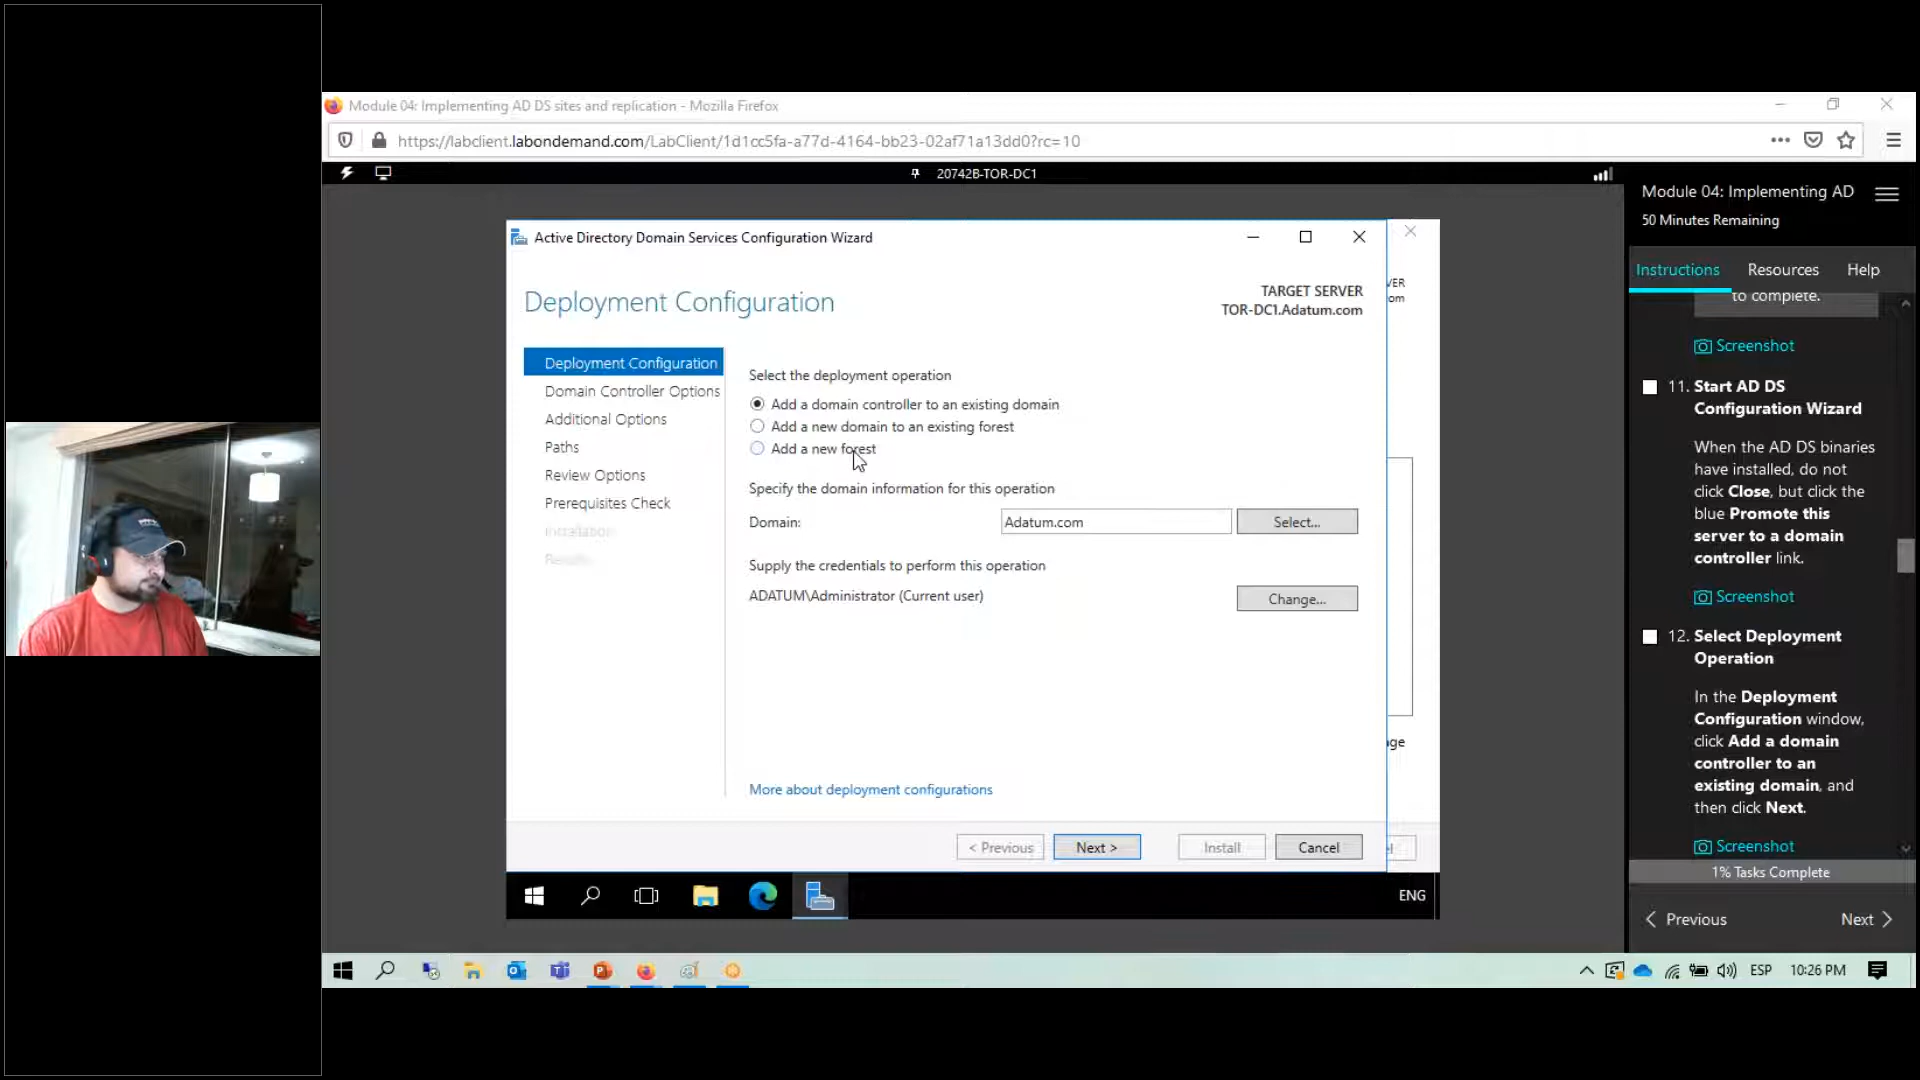 Module 04: Implementing AD DS sites and replication - Mozilla Firefox
https://labclient.labondemand.com/LabClient/1d1cc5fa-a77d-4164-bb23-02af71a13dd0?rc=10
20742B-TOR-DC1
Active Directory Domain Services Configuration Wizard
Deployment Configuration
TARGET SERVER
TOR-DC1.Adatum.com
VER
om
Deployment Configuration
Domain Controller Options
Additional Options
Paths
Review Options
Prerequisites Check
Installation
Results
Select the deployment operation
Add a domain controller to an existing domain
Add a new domain to an existing forest
Add a new forest
Specify the domain information for this operation
Domain:
Adatum.com
Select...
Supply the credentials to perform this operation
ADATUM\Administrator (Current user)
Change...
More about deployment configurations
< Previous
Next >
Install
Cancel
ENG
Module 04: Implementing AD
50 Minutes Remaining
Instructions
Resources
Help
to complete.
Screenshot
11. Start AD DS
Configuration Wizard
When the AD DS binaries
have installed, do not
click Close, but click the
blue Promote this
server to a domain
controller link.
Screenshot
12. Select Deployment
Operation
In the Deployment
Configuration window,
click Add a domain
controller to an
existing domain, and
then click Next.
Screenshot
1% Tasks Complete
Previous
Next
ESP
10:26 PM